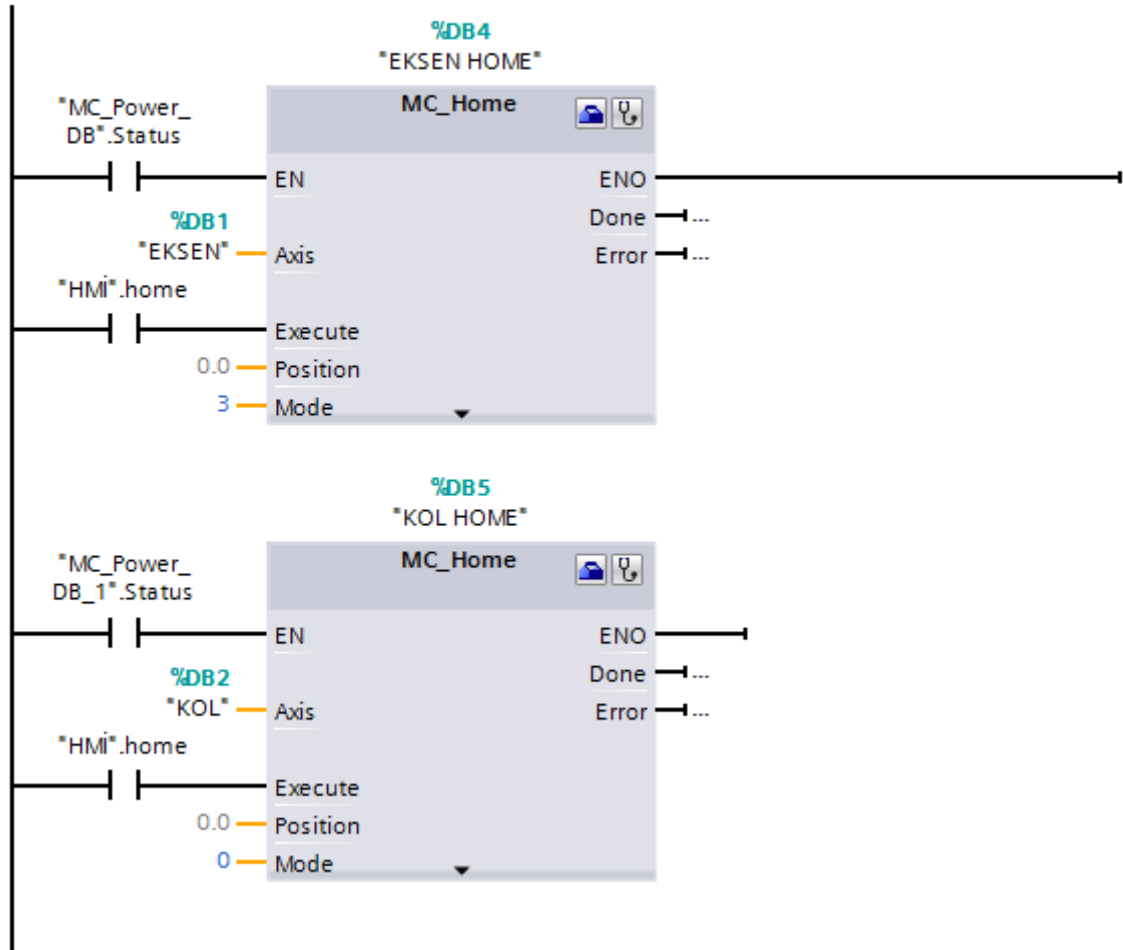 %DB4
"EKSEN HOME"
MC_Home
"MC_Power_
DB".Status
EN
ENO
Done
...
%DB1
"EKSEN"
Axis
Error
...
"HMİ".home
Execute
0.0
Position
3
Mode
%DB5
"KOL HOME"
MC_Home
"MC_Power_
DB_1".Status
EN
ENO
Done
...
%DB2
"KOL"
Axis
Error
...
"HMİ".home
Execute
0.0
Position
0
Mode